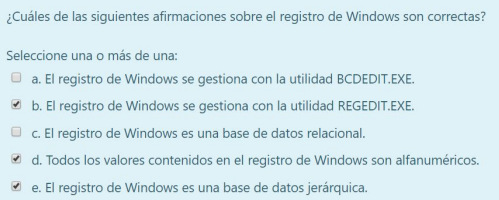 ¿Cuáles de las siguientes afirmaciones sobre el registro de Windows son correctas?
Seleccione una o más de una:
a. El registro de Windows se gestiona con la utilidad BCDEDIT.EXE.
b. El registro de Windows se gestiona con la utilidad REGEDIT.EXE.
c. El registro de Windows es una base de datos relacional.
d. Todos los valores contenidos en el registro de Windows son alfanuméricos.
e. El registro de Windows es una base de datos jerárquica.